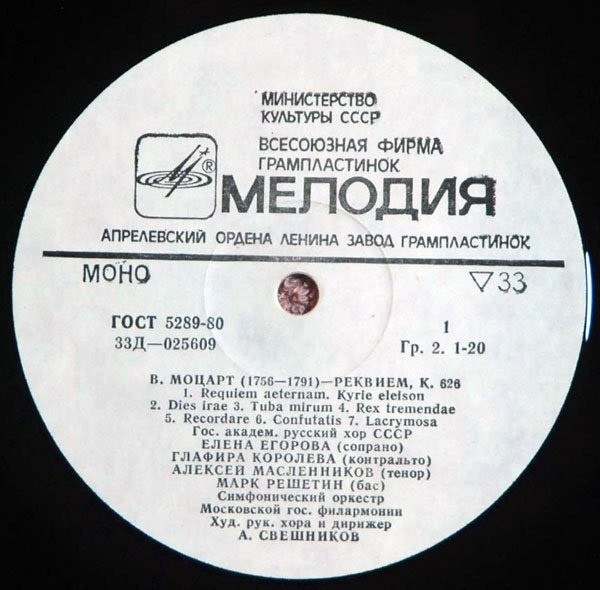 МИНИСТЕРСТВО
КУЛЬТУРЫ СССР
ВСЕСОЮЗНАЯ ФИРМА
ГРАМПЛАСТИНОК
®
МЕЛОДИЯ
АПРЕЛЕВСКИЙ ОРДЕНА ЛЕНИНА ЗАВОД ГРАМПЛАСТИНОК
МОНО
▽33
ГОСТ 5289-80
1
33Д—025609
Гр. 2. 1-20
В. МОЦАРТ (1756—1791)—РЕКВИЕМ, К. 626
1. Requiem aeternam. Kyrie eleison
2. Dies irae 3. Tuba mirum 4. Rex tremendae
5. Recordare 6. Confutatis 7. Lacrymosa
Гос. академ. русский хор СССР
ЕЛЕНА ЕГОРОВА (сопрано)
ГЛАФИРА КОРОЛЕВА (контральто)
АЛЕКСЕЙ МАСЛЕННИКОВ (тенор)
МАРК РЕШЕТИН (бас)
Симфонический оркестр
Московской гос. филармонии
Худ. рук. хора и дирижер
А. СВЕШНИКОВ